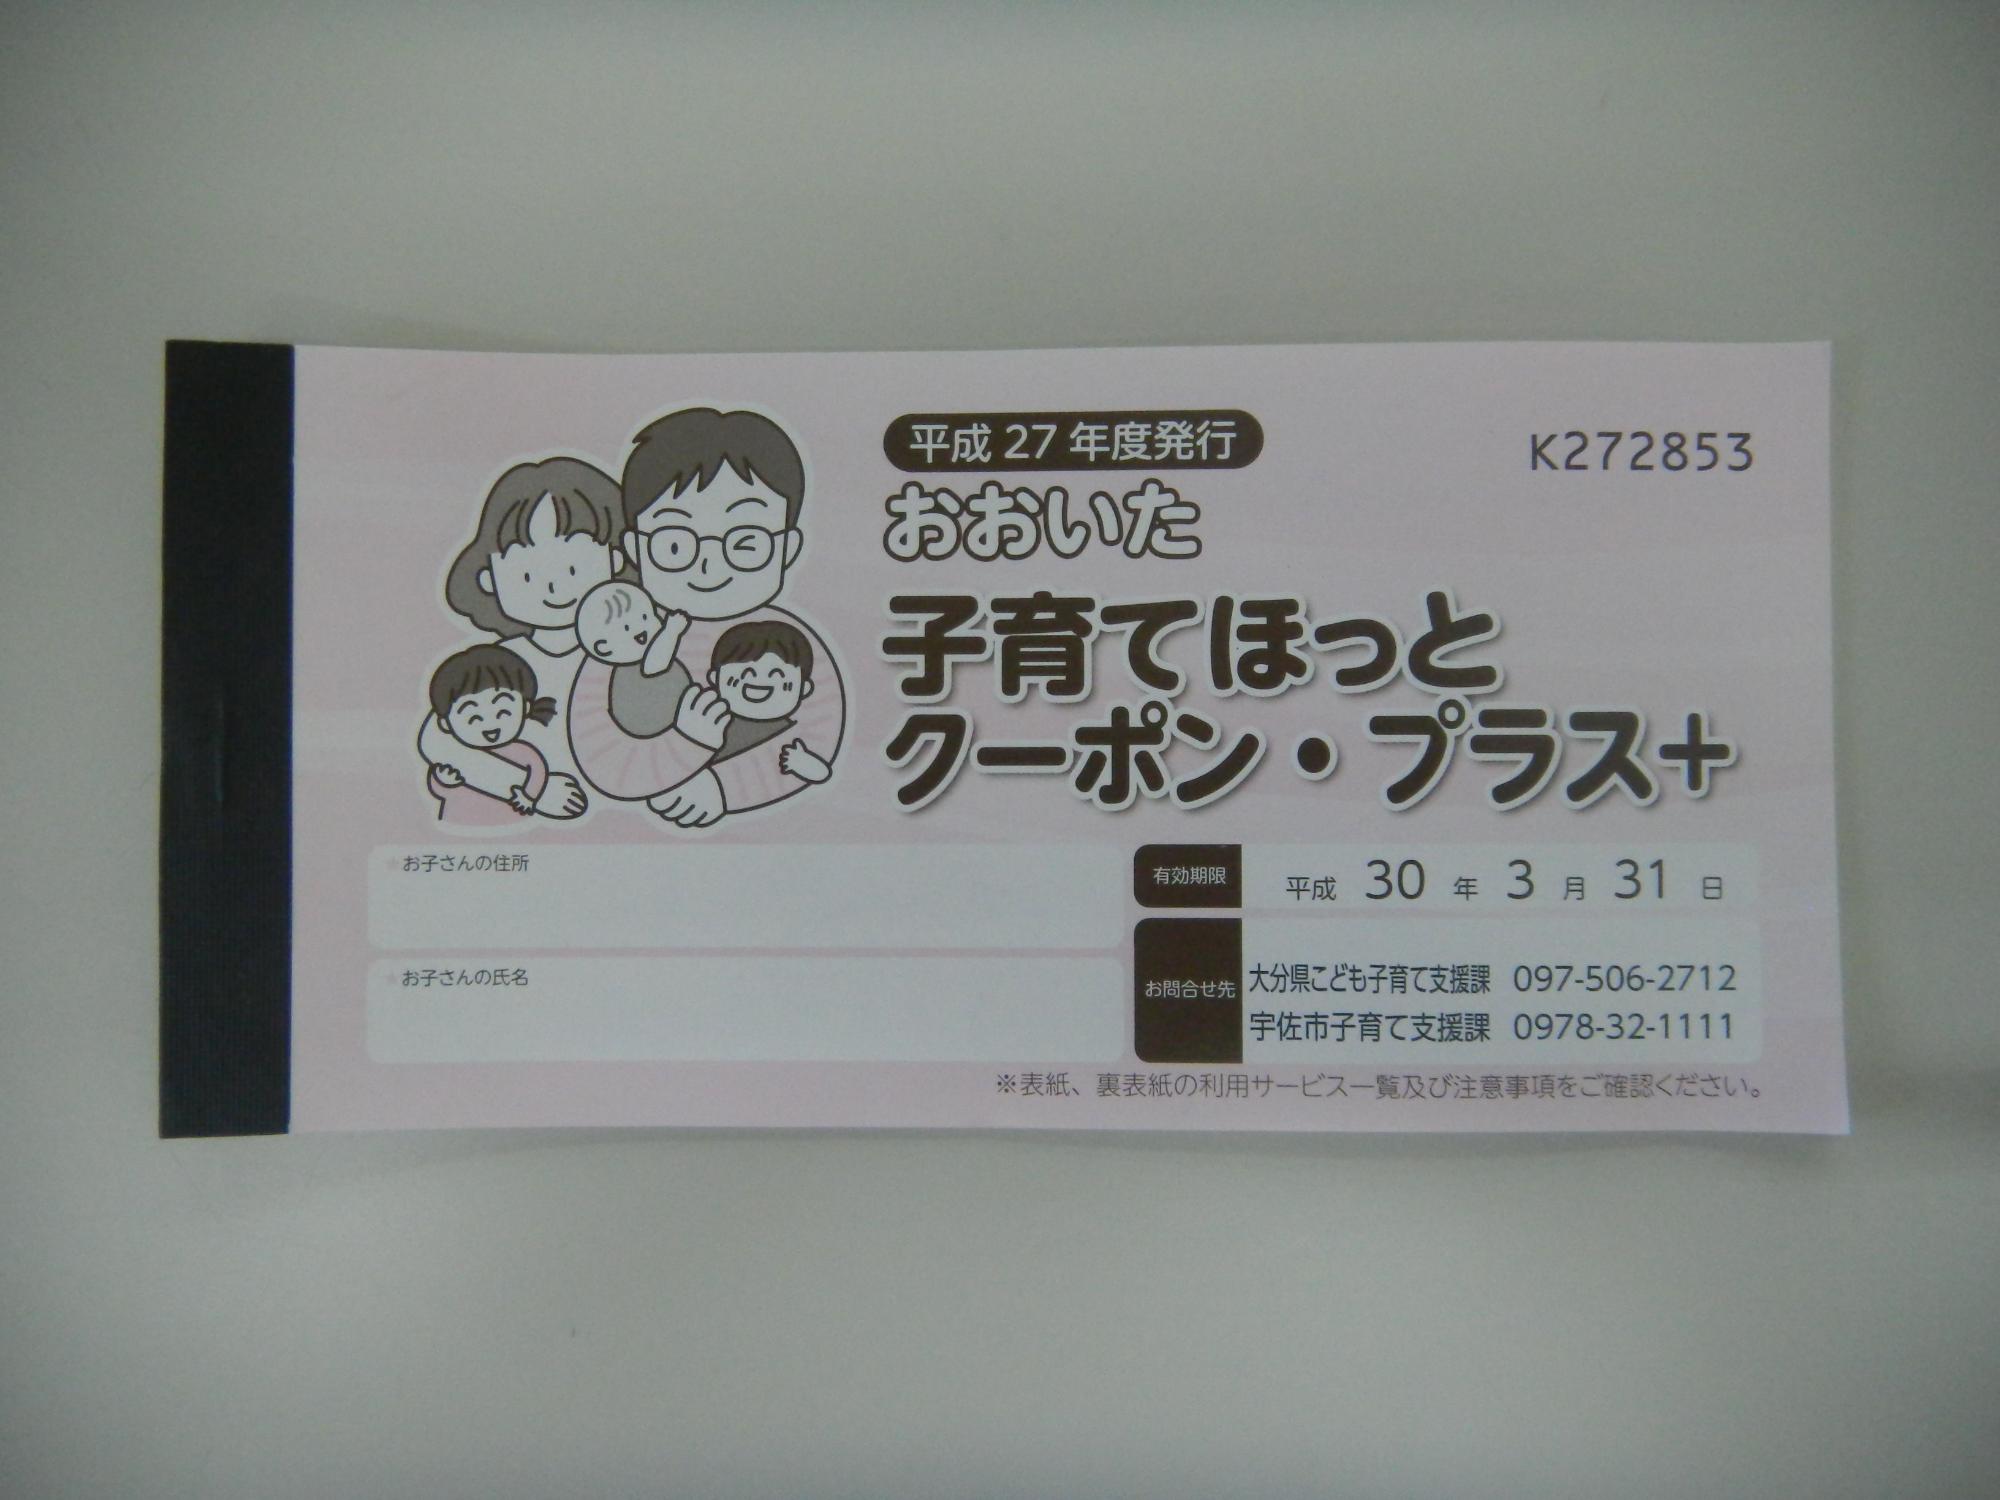 平成 27 年度発行
K272853
おおいた
子育てほっと
クーポン・プラス+
お子さんの住所
お子さんの氏名
有効期限 平成 30 年 3 月 31 日
お問合せ先
大分県こども子育て支援課 097-506-2712
宇佐市子育て支援課 0978-32-1111
※表紙、裏表紙の利用サービス一覧及び注意事項をご確認ください。